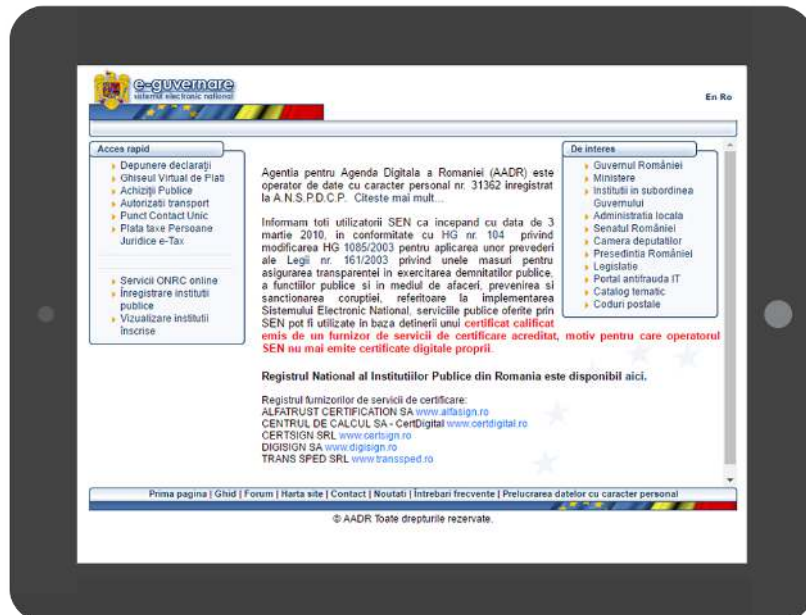 e-guvernare
sistemul electronic national
En Ro
Acces rapid
Depunere declarații
Ghiseul Virtual de Plati
Achiziții Publice
Autorizatii transport
Punct Contact Unic
Plata taxe Persoane
Juridice e-Tax
Servicii ONRC online
Înregistrare institutii
publice
Vizualizare institutii
înscrise
Agentia pentru Agenda Digitala a Romaniei (AADR) este
operator de date cu caracter personal nr. 31362 inregistrat
la A.N.S.P.D.C.P. Citeste mai mult...
Informam toti utilizatorii SEN ca incepand cu data de 3
martie 2010, in conformitate cu HG nr. 104 privind
modificarea HG 1085/2003 pentru aplicarea unor prevederi
ale Legii nr. 161/2003 privind unele masuri pentru
asigurarea transparentei in exercitarea demnitatilor publice,
a functiilor publice si in mediul de afaceri, prevenirea si
sanctionarea coruptiei, referitoare la implementarea
Sistemului Electronic National, serviciile publice oferite prin
SEN pot fi utilizate in baza detinerii unui certificat calificat
emis de un furnizor de servicii de certificare acreditat, motiv pentru care operatorul
SEN nu mai emite certificate digitale proprii.
Registrul National al Institutiilor Publice din Romania este disponibil aici.
Registrul furnizorilor de servicii de certificare:
ALFATRUST CERTIFICATION SA www.alfasign.ro
CENTRUL DE CALCUL SA - CertDigital www.certdigital.ro
CERTSIGN SRL www.certsign.ro
DIGISIGN SA www.digisign.ro
TRANS SPED SRL www.transsped.ro
De interes
Guvernul României
Ministere
Institutii in subordinea
Guvernului
Administratia locala
Senatul României
Camera deputatilor
Presedintia României
Legislatie
Portal antifrauda IT
Catalog tematic
Coduri postale
Prima pagina | Ghid | Forum | Harta site | Contact | Noutati | Întrebari frecvente | Prelucrarea datelor cu caracter personal
© AADR Toate drepturile rezervate.